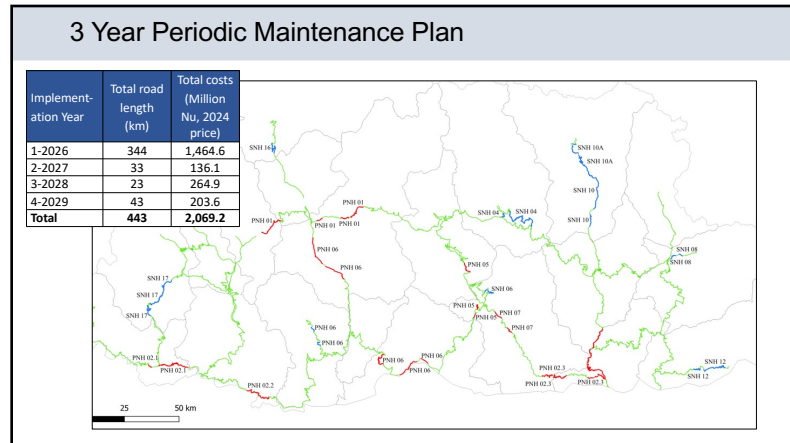 3 Year Periodic Maintenance Plan
Implement-
ation Year
Total road
length
(km)
Total costs
(Million
Nu, 2024
price)
1-2026 344 1,464.6
2-2027 33 136.1
3-2028 23 264.9
4-2029 43 203.6
Total 443 2,069.2
SNH 16
SNH 10A
SNH 10A
SNH 10
SNH 10
PNH 01
PNH 01
PNH 01
PNH 01
SNH 04
SNH 04
PNH 06
PNH 06
SNH 08
SNH 08
PNH 05
SNH 17
SNH 17
SNH 17
SNH 06
PNH 05
PNH 05
PNH 07
PNH 07
PNH 06
PNH 06
PNH 02.1
PNH 02.1
PNH 06
PNH 06
PNH 06
PNH 02.3
PNH 02.3
PNH 02.3
SNH 12
SNH 12
PNH 02.2
25 50 km